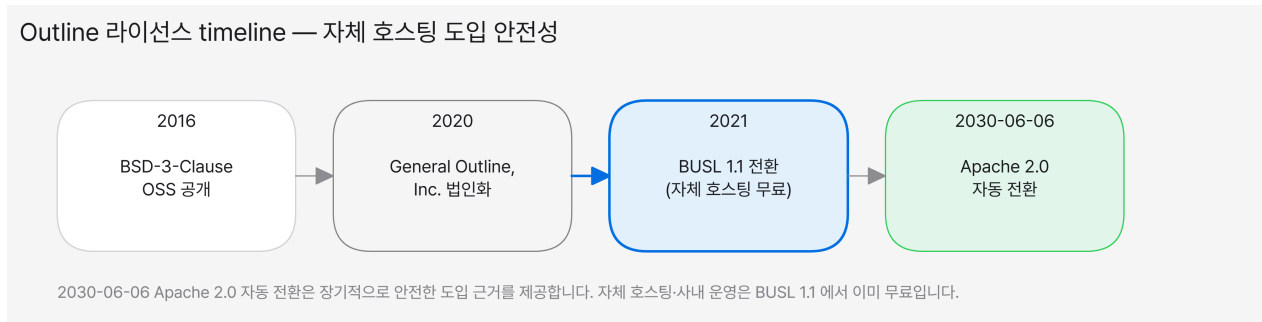 Outline 라이선스 timeline — 자체 호스팅 도입 안전성
2016
BSD-3-Clause
OSS 공개
2020
General Outline,
Inc. 법인화
2021
BUSL 1.1 전환
(자체 호스팅 무료)
2030-06-06
Apache 2.0
자동 전환
2030-06-06 Apache 2.0 자동 전환은 장기적으로 안전한 도입 근거를 제공합니다. 자체 호스팅·사내 운영은 BUSL 1.1 에서 이미 무료입니다.